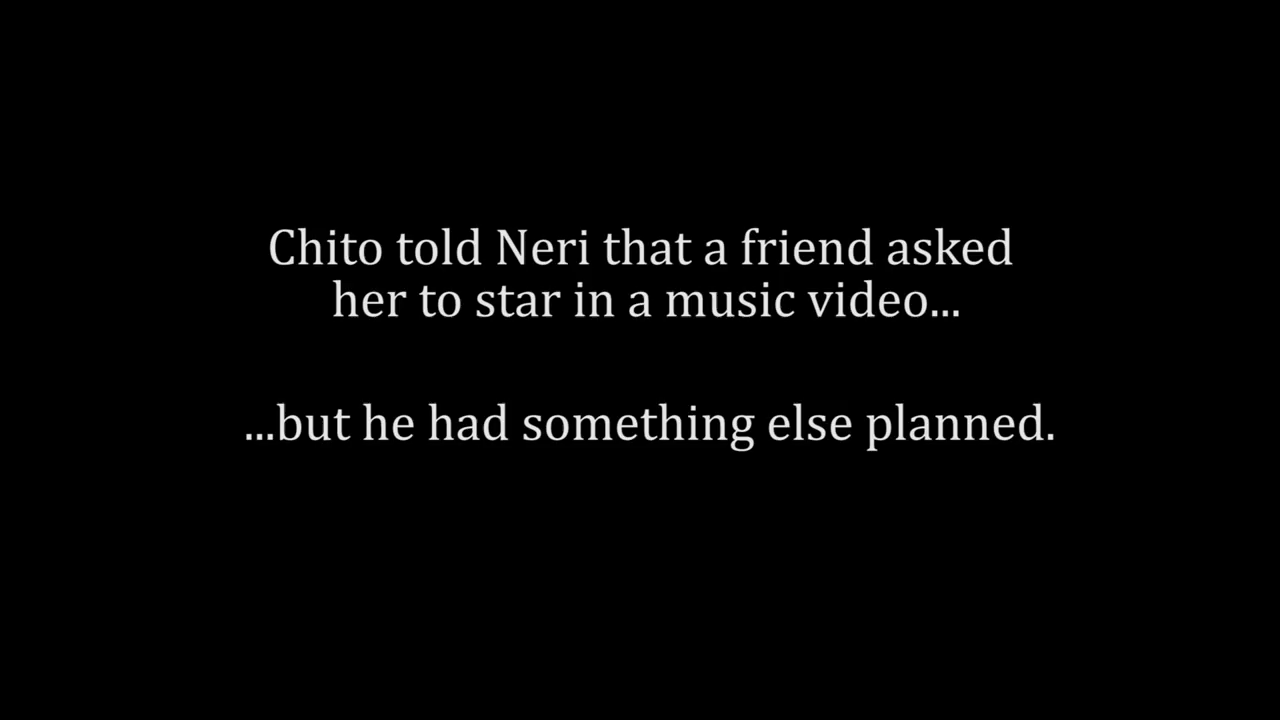 Chito told Neri that a friend asked
her to star in a music video...
...but he had something else planned.